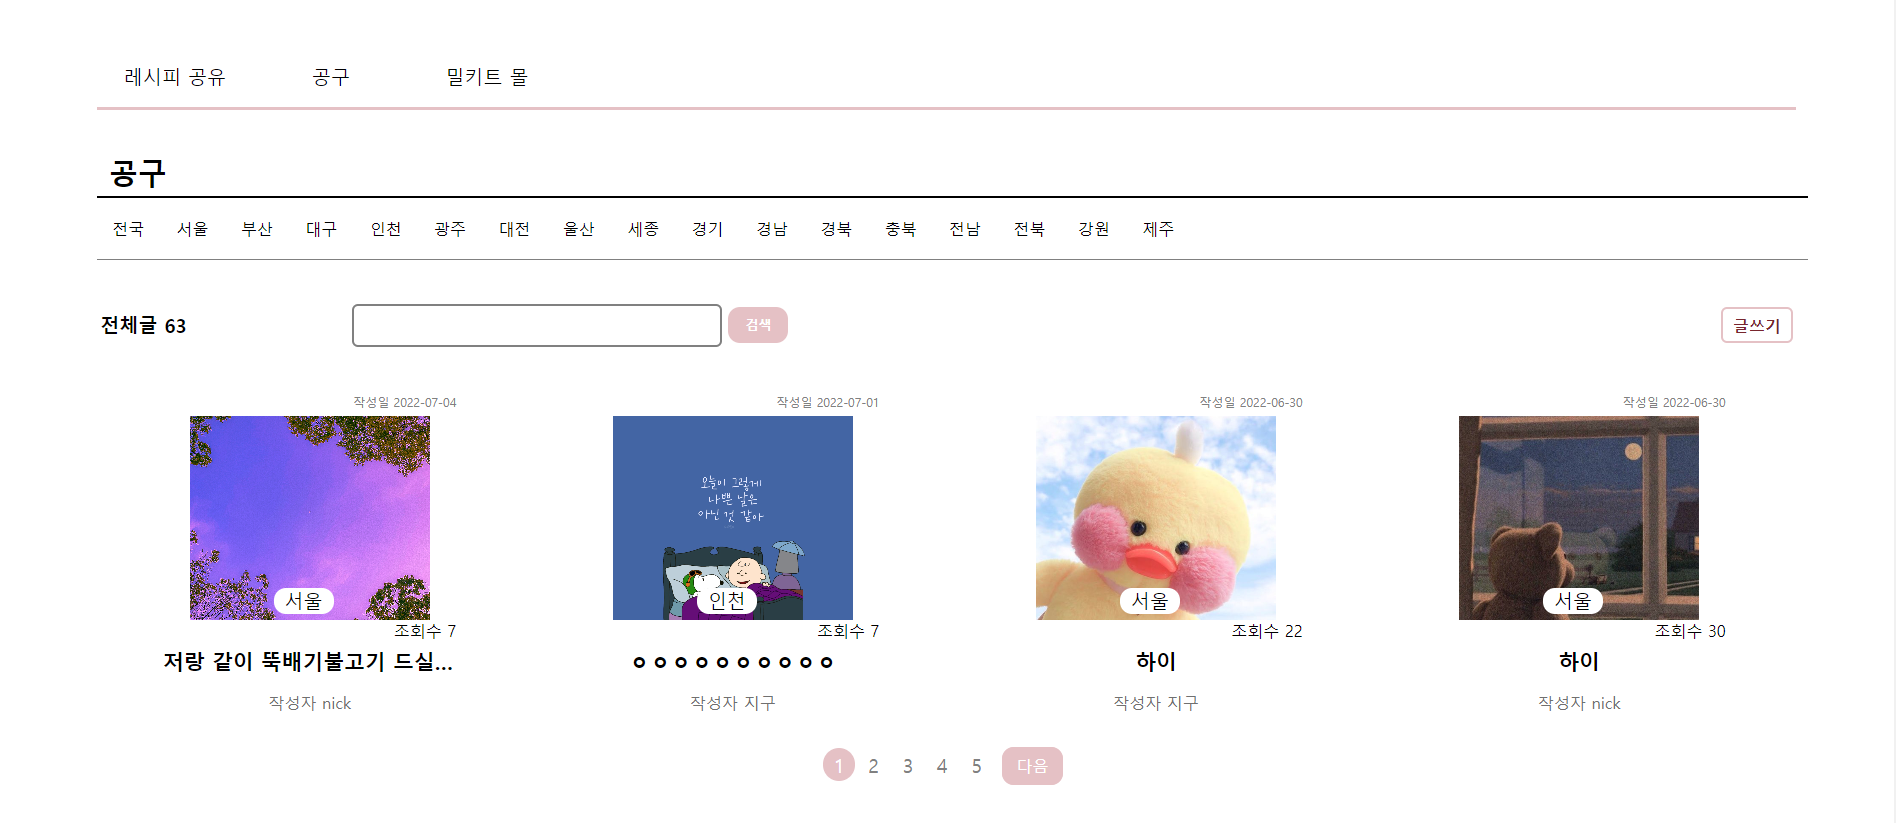 레시피 공유 공구 밀키트 몰
공구
전국 서울 부산 대구 인천 광주 대전 울산 세종 경기 경남 경북 충북 전남 전북 강원 제주
전체글 63 검색 글쓰기
작성일 2022-07-04
서울
조회수 7
저랑 같이 뚝배기불고기 드실...
작성자 nick
작성일 2022-07-01
오늘이 그렇게
나쁜 날은
아닌 것 같아
인천
조회수 7
ㅇㅇㅇㅇㅇㅇㅇㅇㅇㅇ
작성자 지구
작성일 2022-06-30
서울
조회수 22
하이
작성자 지구
작성일 2022-06-30
서울
조회수 30
하이
작성자 nick
1 2 3 4 5 다음